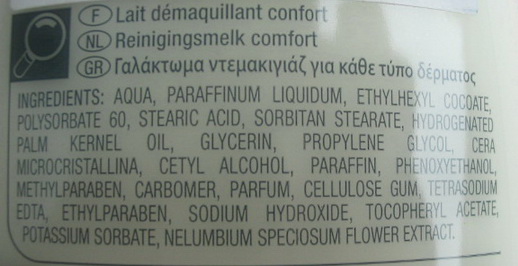 F Lait démaquillant confort
NL Reinigingsmelk comfort
GR Γαλάκτωμα ντεμακιγιάζ για κάθε τύπο δέρματος
INGREDIENTS: AQUA, PARAFFINUM LIQUIDUM, ETHYLHEXYL COCOATE,
POLYSORBATE 60, STEARIC ACID, SORBITAN STEARATE, HYDROGENATED
PALM KERNEL OIL, GLYCERIN, PROPYLENE GLYCOL, CERA
MICROCRISTALLINA, CETYL ALCOHOL, PARAFFIN, PHENOXYETHANOL,
METHYLPARABEN, CARBOMER, PARFUM, CELLULOSE GUM, TETRASODIUM
EDTA, ETHYLPARABEN, SODIUM HYDROXIDE, TOCOPHERYL ACETATE,
POTASSIUM SORBATE, NELUMBIUM SPECIOSUM FLOWER EXTRACT.